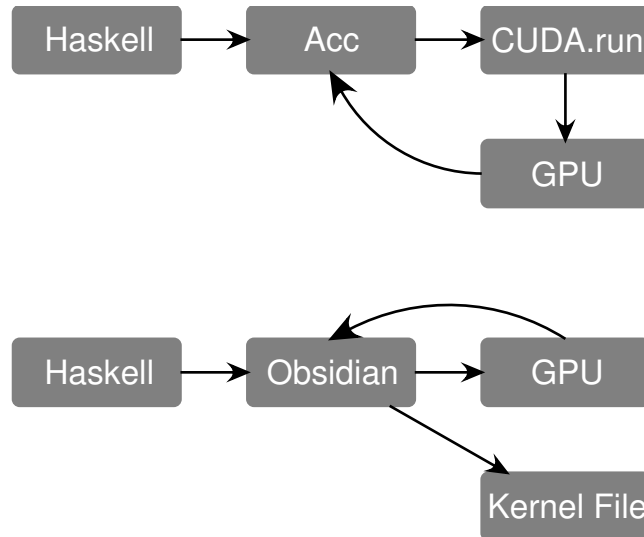 Haskell
Acc
CUDA.run
GPU
Haskell
Obsidian
GPU
Kernel File